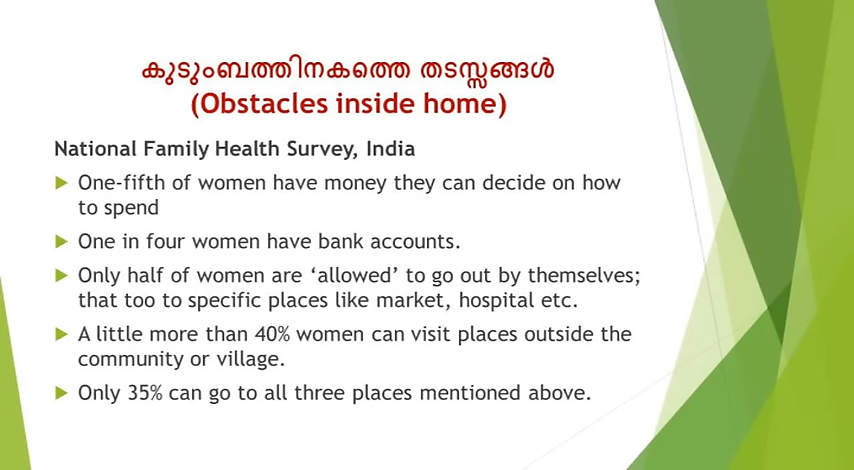 കുടുംബത്തിനകത്തെ തടസ്സങ്ങൾ
(Obstacles inside home)
National Family Health Survey, India
One-fifth of women have money they can decide on how
to spend
One in four women have bank accounts.
Only half of women are ‘allowed’ to go out by themselves;
that too to specific places like market, hospital etc.
A little more than 40% women can visit places outside the
community or village.
Only 35% can go to all three places mentioned above.